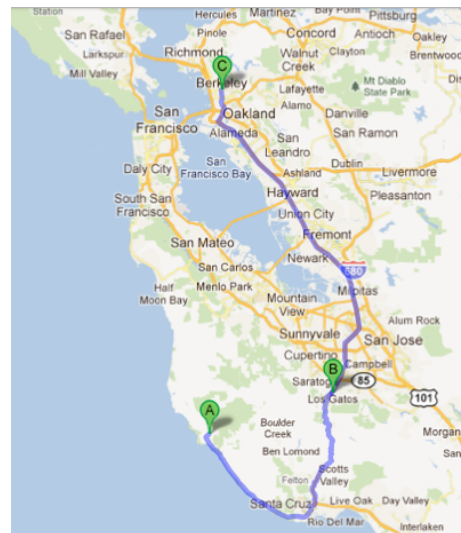 Station
San Rafael
Hercules
Martinez
Bay Point
Pittsburg
Pinole
Concord
Antioch
Oakley
Larkspur
Richmond
Walnut
Creek
Clayton
Brentwood
Mill Valley
C
Berkeley
Lafayette
Mt Diablo
State Park
San
Francisco
Oakland
Alamo
Danville
Alameda
San Ramon
San
Leandro
Daly City
San
Francisco Bay
Ashland
Dublin
Livermore
South San
Francisco
Hayward
Pleasanton
Union City
San Mateo
Fremont
San Carlos
Newark
680
Half
Moon Bay
Menlo Park
Mountain
View
Milpitas
Sunnyvale
Alum Rock
San Jose
Cupertino
Campbell
B
Saratog
85
Los Gatos
101
A
Boulder
Creek
Morgan
Ben Lomond
San
Felton
Scotts
Valley
Santa Cruz
Live Oak
Day Valley
Rio Del Mar
Interlaken